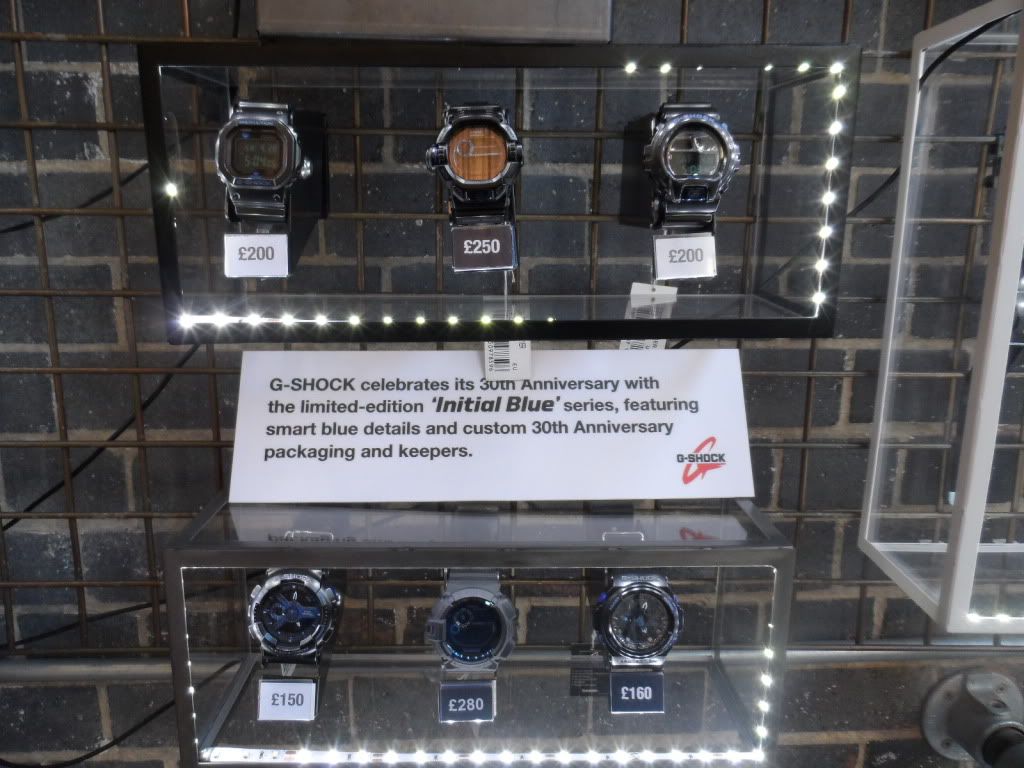 £200
£250
£200
G-SHOCK celebrates its 30th Anniversary with
the limited-edition 'Initial Blue' series, featuring
smart blue details and custom 30th Anniversary
packaging and keepers.
G-SHOCK
£150
£280
£160